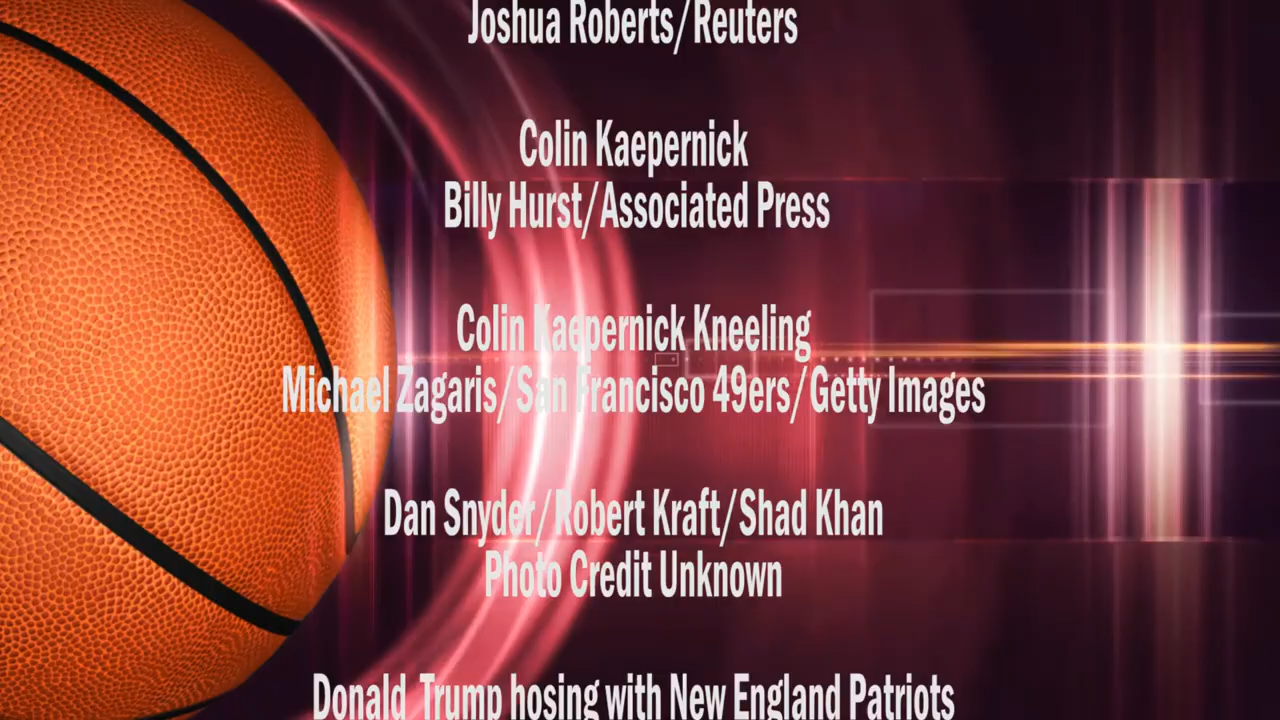 Joshua Roberts/Reuters
Colin Kaepernick
Billy Hurst/Associated Press
Colin Kaepernick Kneeling
Michael Zagaris/San Francisco 49ers/Getty Images
Dan Snyder/Robert Kraft/Shad Khan
Photo Credit Unknown
Donald Trump hosing with New England Patriots